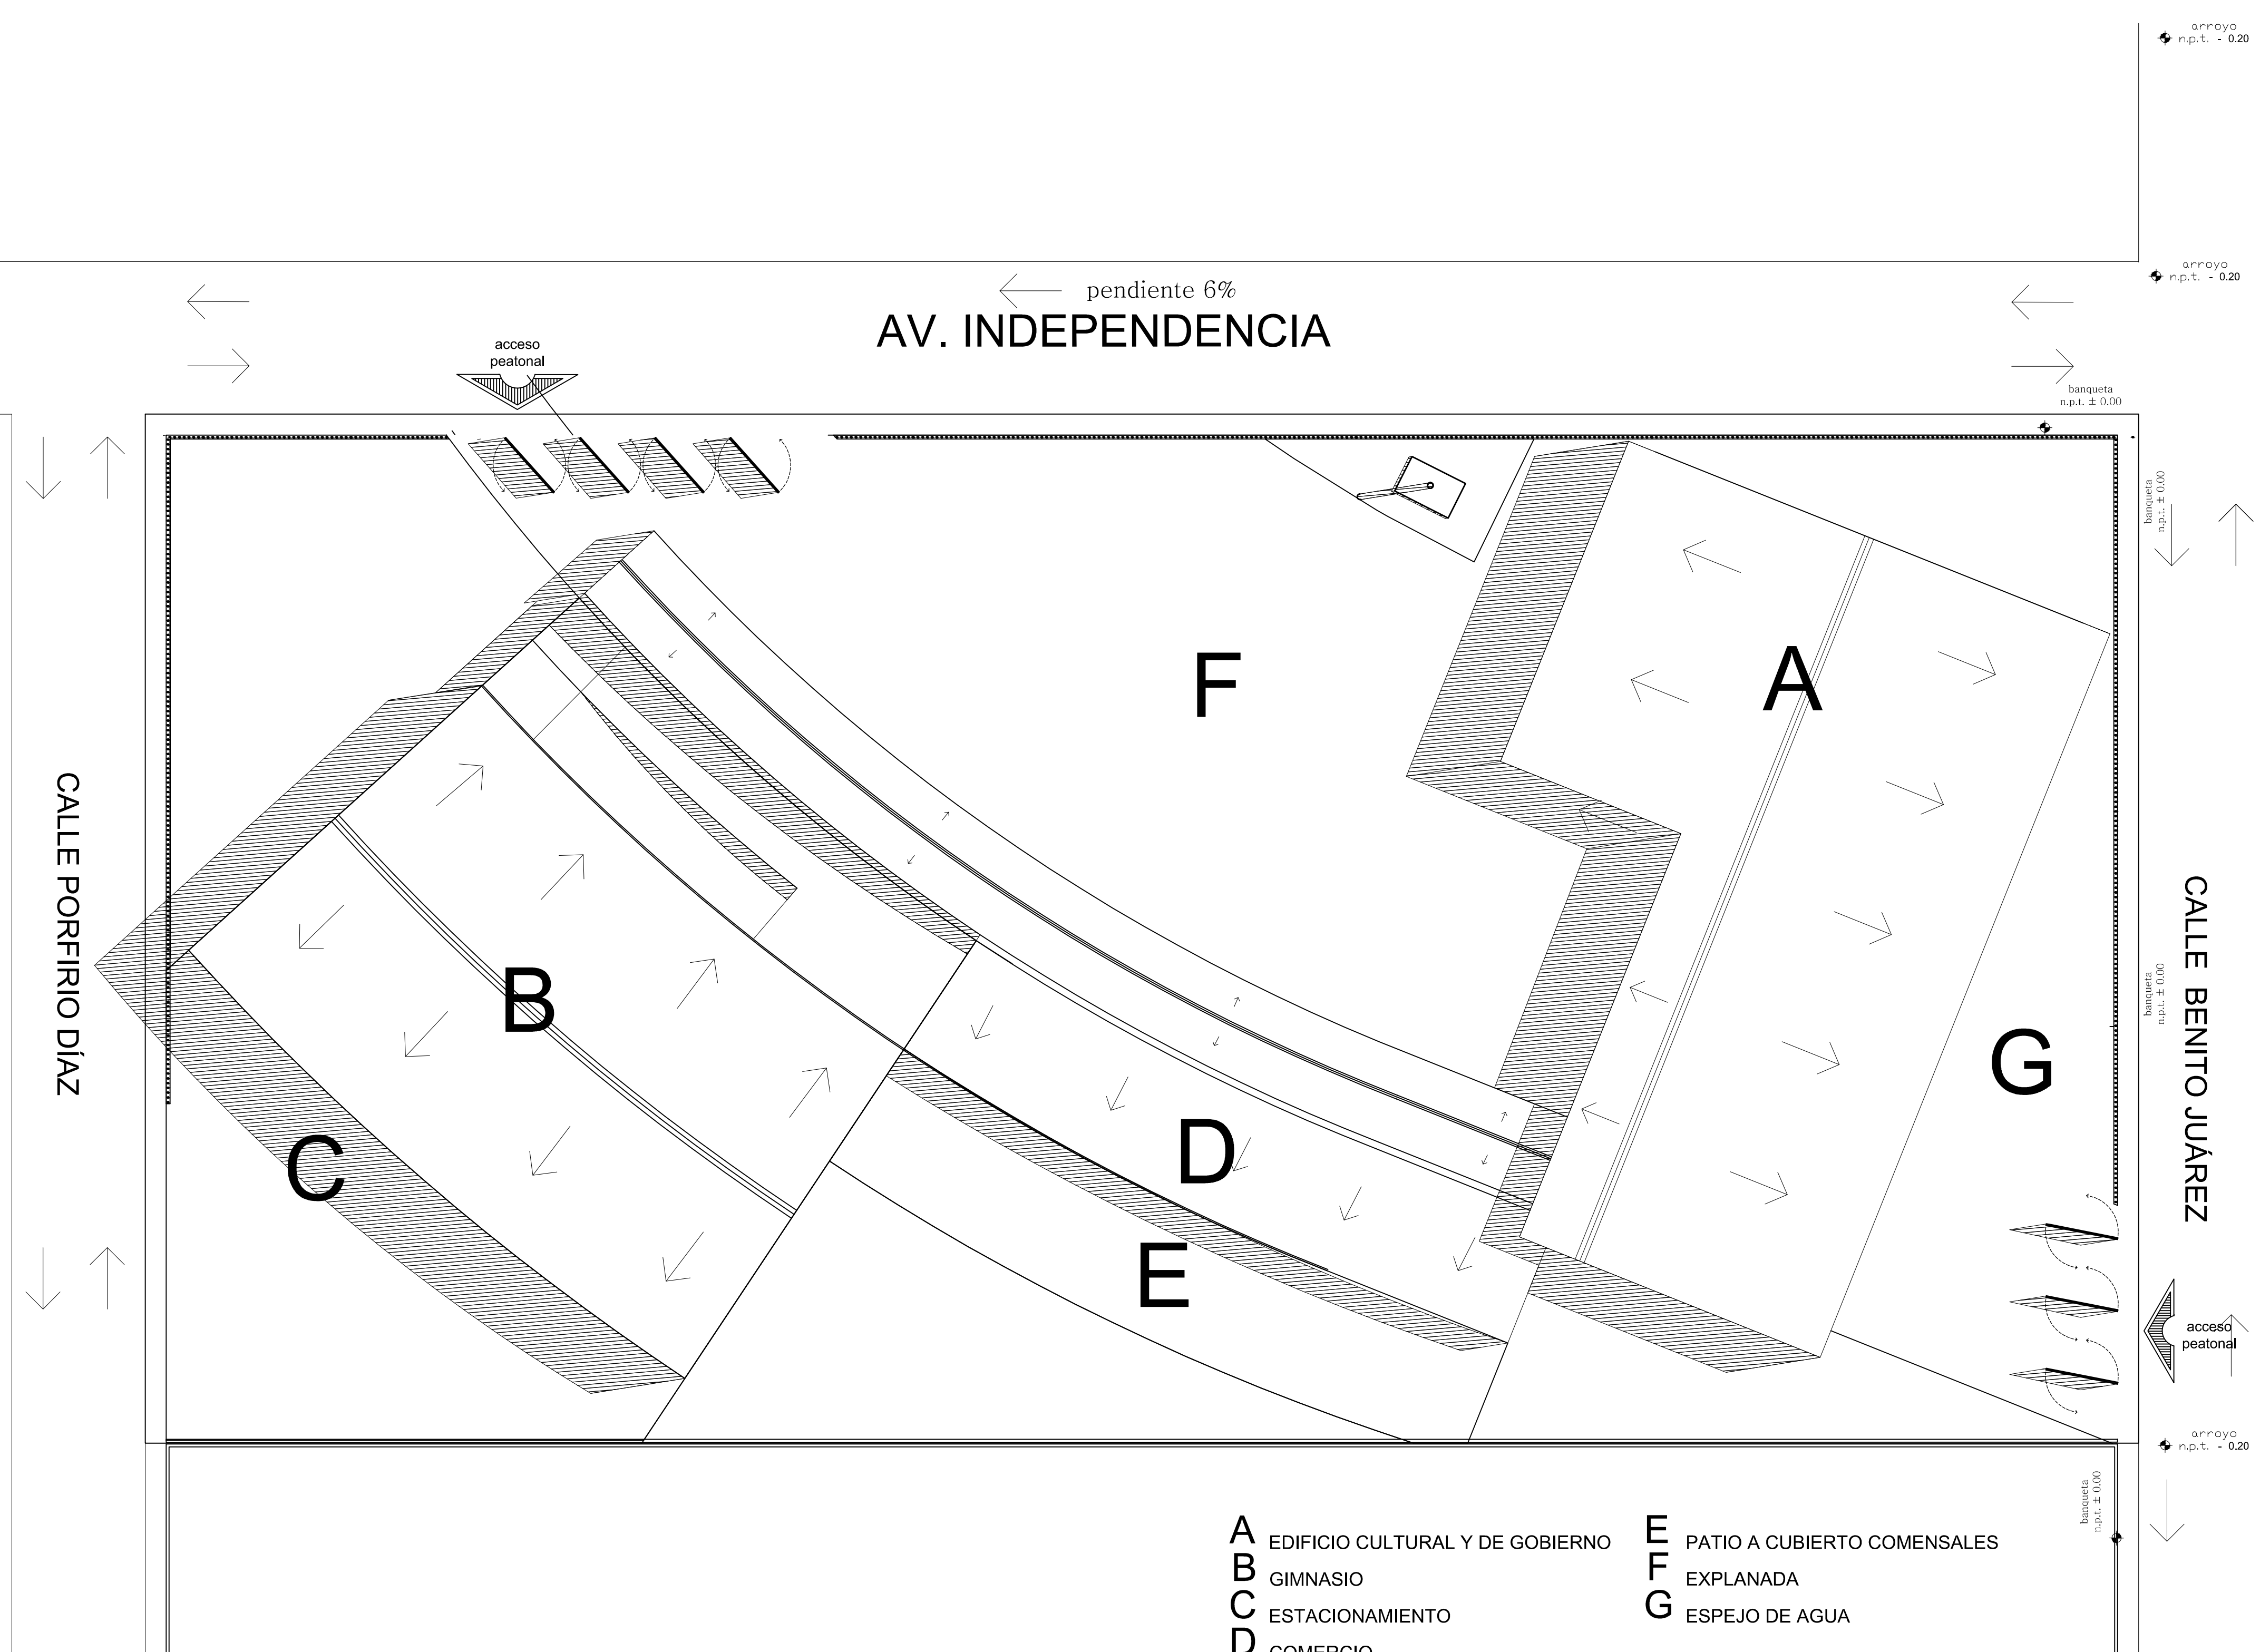 arroyo
n.p.t. - 0.20
arroyo
n.p.t. - 0.20
pendiente 6%
AV. INDEPENDENCIA
acceso
peatonal
banqueta
n.p.t. ± 0.00
banqueta
n.p.t. ± 0.00
F
A
CALLE PORFIRIO DÍAZ
CALLE BENITO JUÁREZ
B
banqueta
n.p.t. ± 0.00
G
C
D
E
acceso
peatonal
arroyo
n.p.t. - 0.20
banqueta
n.p.t. ± 0.00
A EDIFICIO CULTURAL Y DE GOBIERNO
B GIMNASIO
C ESTACIONAMIENTO
D COMERCIO
E PATIO A CUBIERTO COMENSALES
F EXPLANADA
G ESPEJO DE AGUA